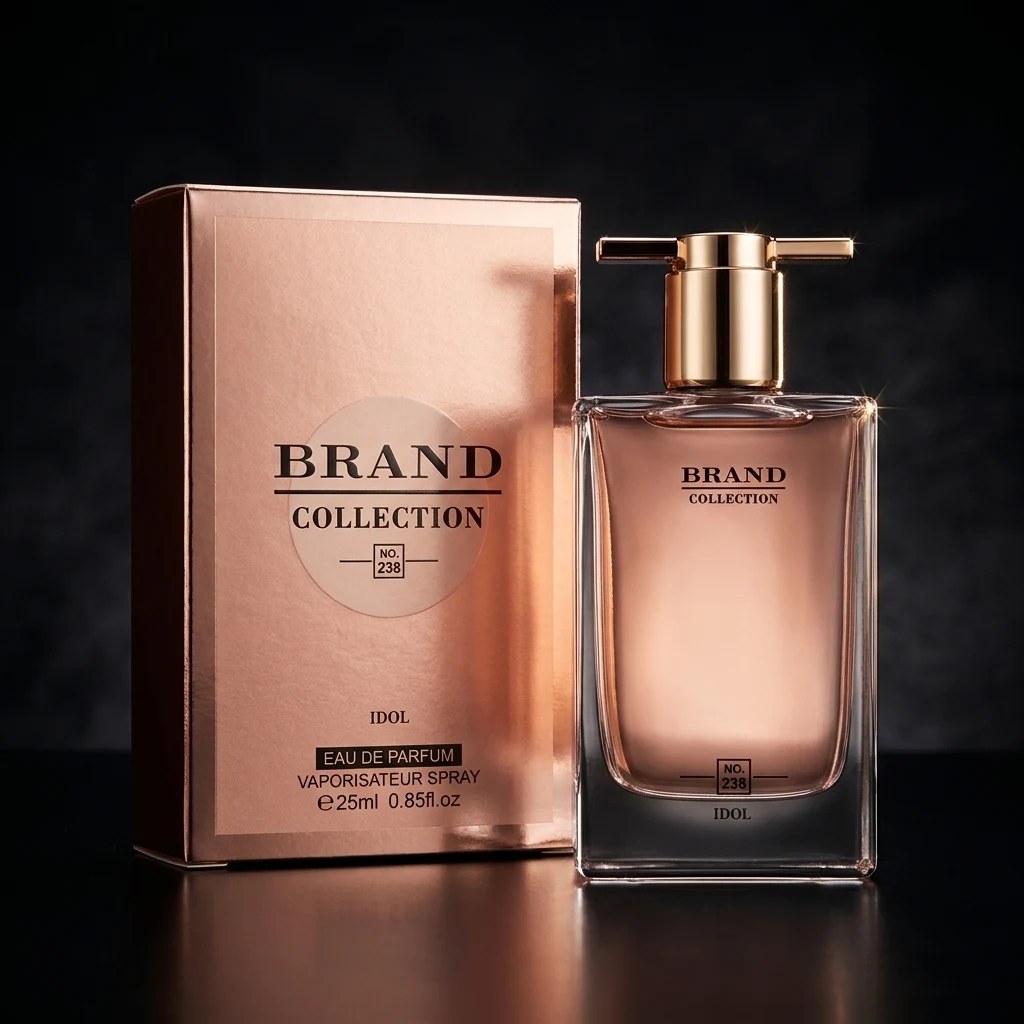 BRAND
COLLECTION
NO.
238
IDOL
EAU DE PARFUM
VAPORISATEUR SPRAY
℮25ml 0.85fl.oz
BRAND
COLLECTION
NO.
238
IDOL